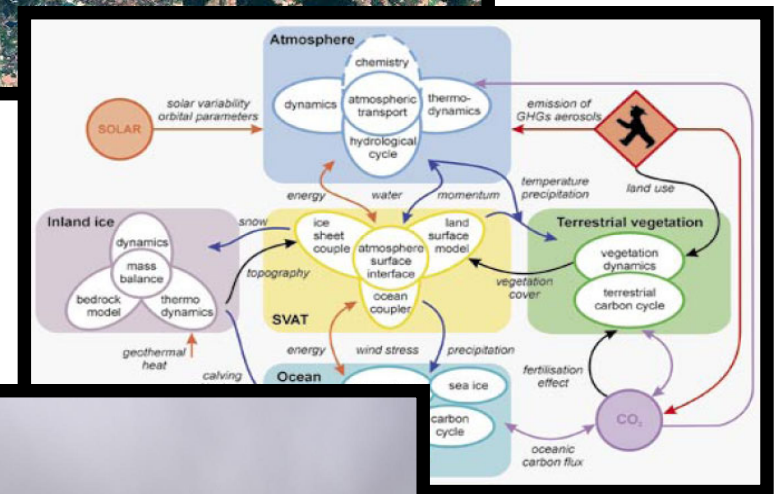 Atmosphere
chemistry
dynamics
atmospheric
transport
thermo-
dynamics
hydrological
cycle
SOLAR
solar variability
orbital parameters
emission of
GHGs aerosols
energy
water
momentum
temperature
precipitation
land use
Inland ice
dynamics
mass
balance
bedrock
model
thermo
dynamics
snow
topography
geothermal
heat
calving
ice
sheet
couple
atmosphere
surface
interface
land
surface
model
ocean
coupler
SVAT
vegetation
cover
Terrestrial vegetation
vegetation
dynamics
terrestrial
carbon cycle
energy
wind stress
precipitation
fertilisation
effect
Ocean
sea ice
carbon
cycle
oceanic
carbon flux
CO₂